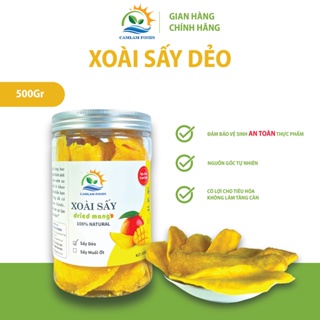 CAMLAM FOODS
GIAN HÀNG
CHÍNH HÃNG
XOÀI SẤY DẺO
500Gr
ĐẢM BẢO VỆ SINH AN TOÀN THỰC PHẨM
NGUỒN GỐC TỰ NHIÊN
CÓ LỢI CHO TIÊU HÓA
KHÔNG LÀM TĂNG CÂN
CAMLAM FOODS
XOÀI SẤY
dried mango
100% NATURAL
Sấy Dẻo
Sấy Muối Ớt